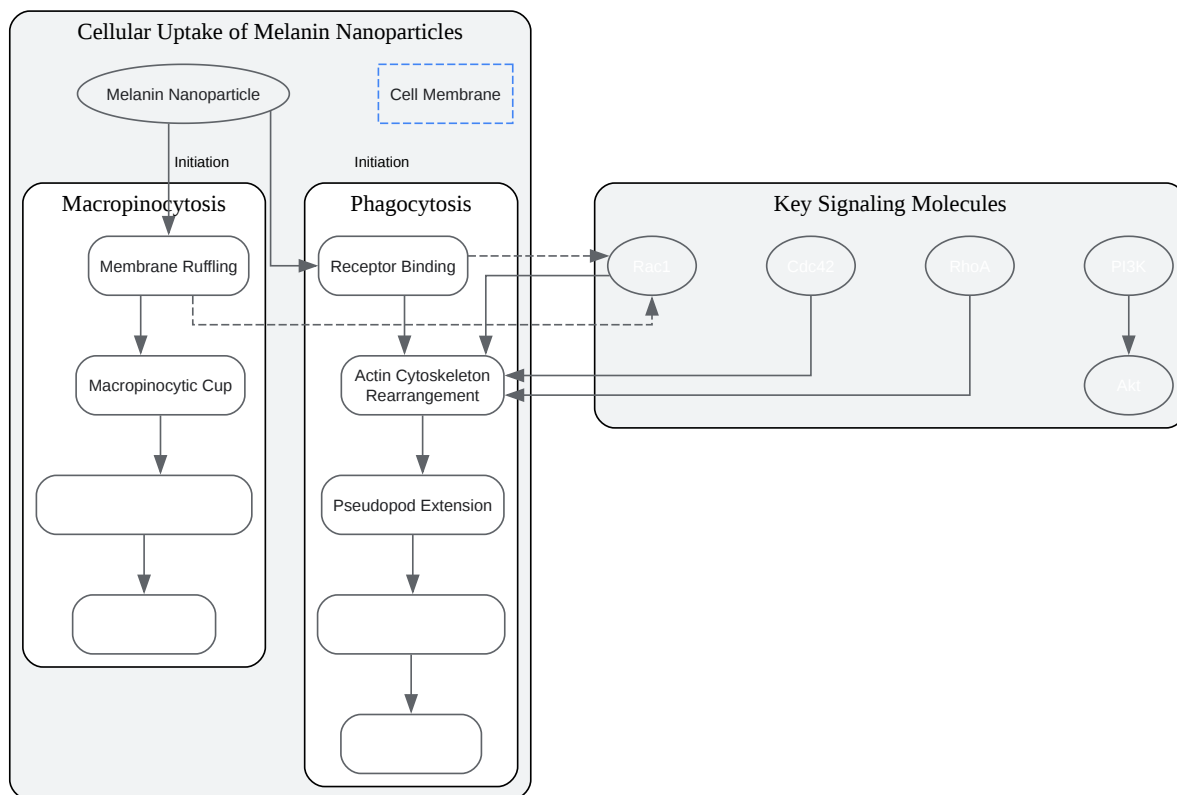 Cellular Uptake of Melanin Nanoparticles
Melanin Nanoparticle
Cell Membrane
Initiation
Initiation
Macropinocytosis
Phagocytosis
Key Signaling Molecules
Membrane Ruffling
Receptor Binding
Rac1
Cdc42
RhoA
PI3K
Macropinocytic Cup
Actin Cytoskeleton
Rearrangement
Akt
Pseudopod Extension